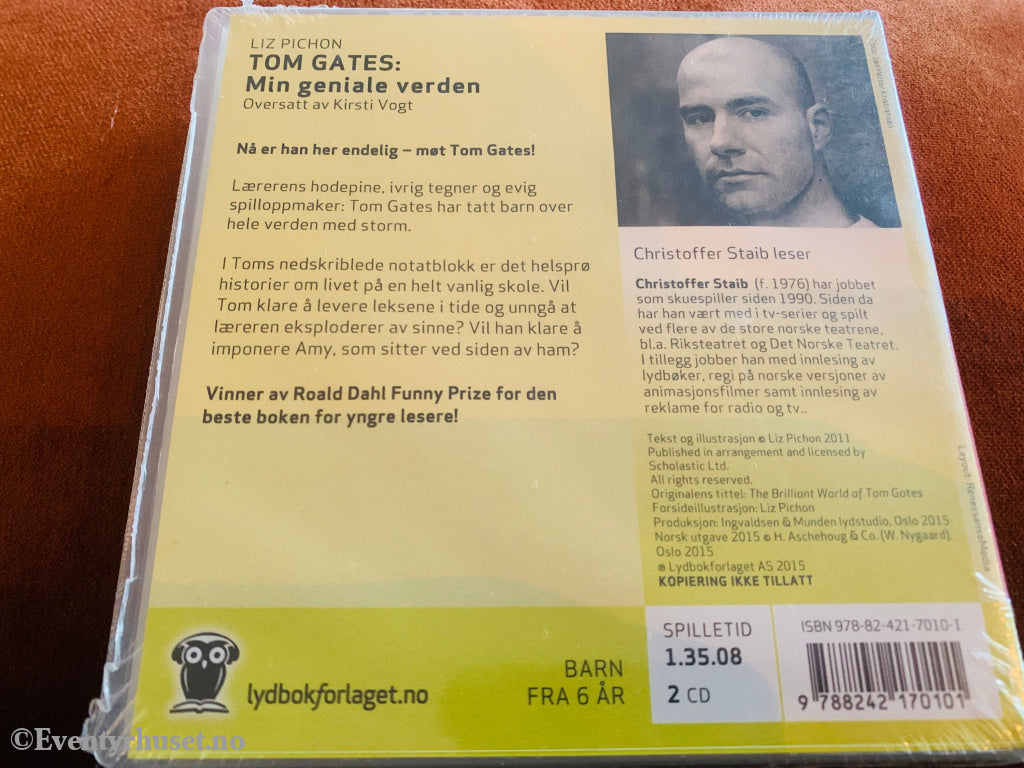 LIZ PICHON
TOM GATES:
Min geniale verden
Oversatt av Kirsti Vogt
Nå er han her endelig – møt Tom Gates!
Lærerens hodepine, ivrig tegner og evig
spilloppmaker: Tom Gates har tatt barn over
hele verden med storm.
I Toms nedskriblede notatblokk er det helsprø
historier om livet på en helt vanlig skole. Vil
Tom klare å levere leksene i tide og unngå at
læreren eksploderer av sinne? Vil han klare å
imponere Amy, som sitter ved siden av ham?
Vinner av Roald Dahl Funny Prize for den
beste boken for yngre lesere!
Christoffer Staib leser
Christoffer Staib (f. 1976) har jobbet
som skuespiller siden 1990. Siden da
har han vært med i tv-serier og spilt
ved flere av de store norske teatrene,
bl.a. Riksteatret og Det Norske Teatret.
I tillegg jobber han med innlesing av
lydbøker, regi på norske versjoner av
animasjonsfilmer samt innlesing av
reklame for radio og tv..
Tekst og illustrasjon © Liz Pichon 2011
Published in arrangement and licensed by
Scholastic Ltd.
All rights reserved.
Originalens tittel: The Brilliant World of Tom Gates
Forsideillustrasjon: Liz Pichon
Produksjon: Ingvaldsen & Munden lydstudio, Oslo 2015
Norsk utgave 2015 © H. Aschehoug & Co. (W. Nygaard),
Oslo 2015
℗ Lydbokforlaget AS 2015
KOPIERING IKKE TILLATT
Layout: RenessanseMedia
lydbokforlaget.no
BARN
FRA 6 ÅR
SPILLETID
1.35.08
2 CD
ISBN 978-82-421-7010-1
9 788242 170101
©Eventyrhuset.no